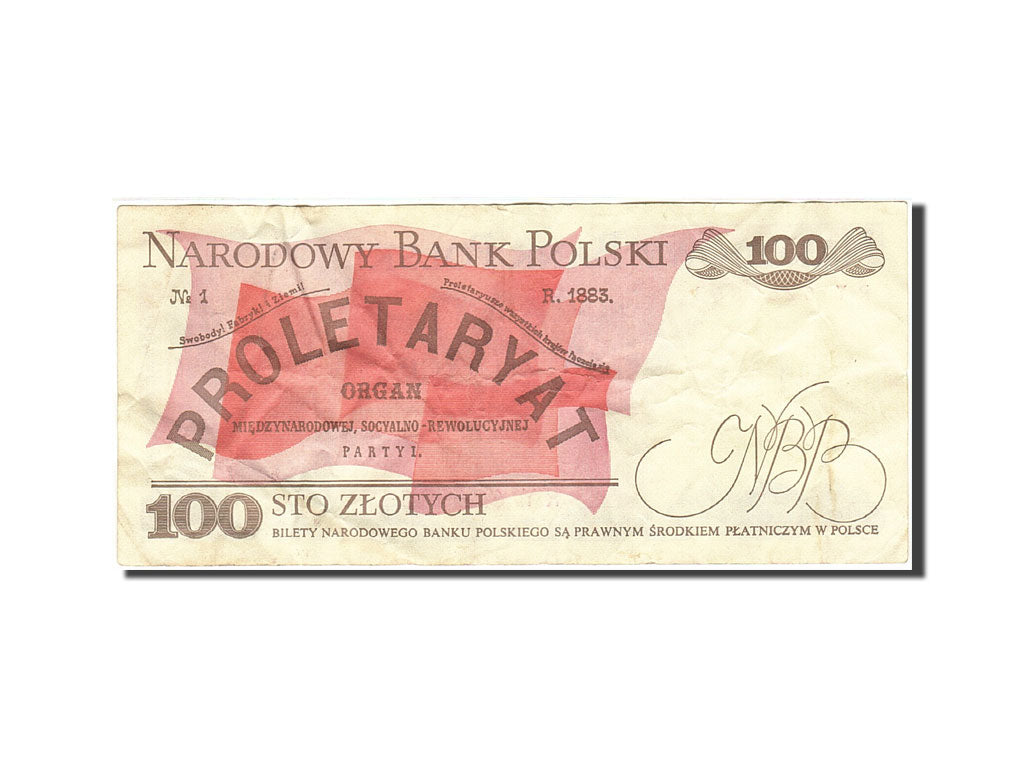 NARODOWY BANK POLSKI
100
№ 1
R. 1883.
Swobody! Fabryk! i Ziemi!
Proletaryusze wszystkich krajów łączcie się
PROLETARYAT
ORGAN
MIĘDZYNARODOWEJ, SOCYALNO-REWOLUCYJNEJ
PARTYI.
NBP
100 STO ZŁOTYCH
BILETY NARODOWEGO BANKU POLSKIEGO SĄ PRAWNYM ŚRODKIEM PŁATNICZYM W POLSCE